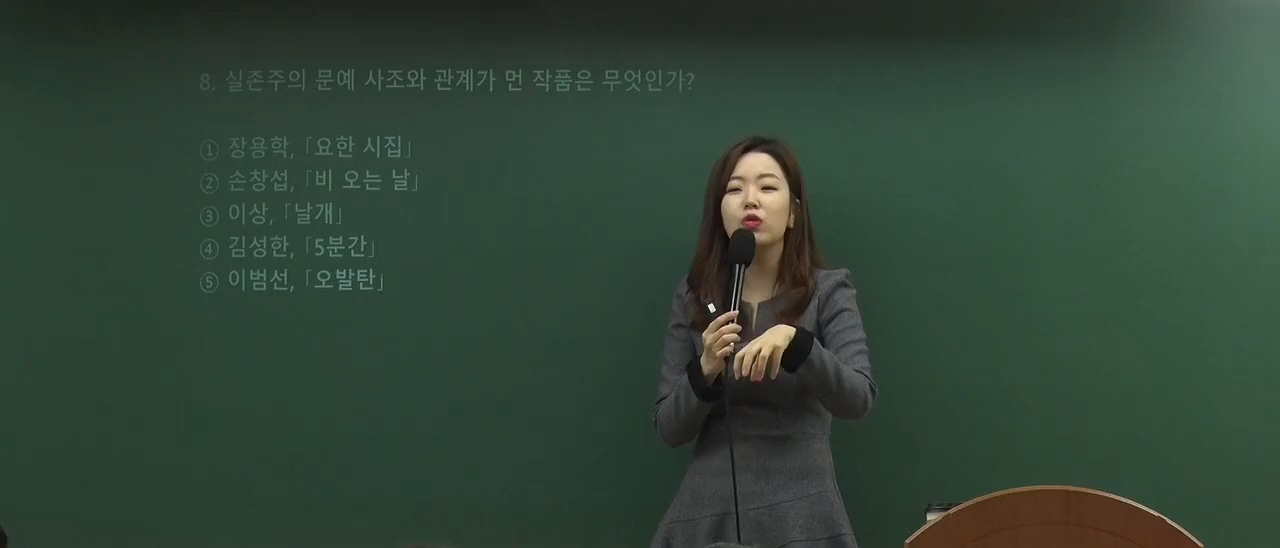 8. 실존주의 문예 사조와 관계가 먼 작품은 무엇인가?
① 장용학, 「요한 시집」
② 손창섭, 「비 오는 날」
③ 이상, 「날개」
④ 김성한, 「5분간」
⑤ 이범선, 「오발탄」